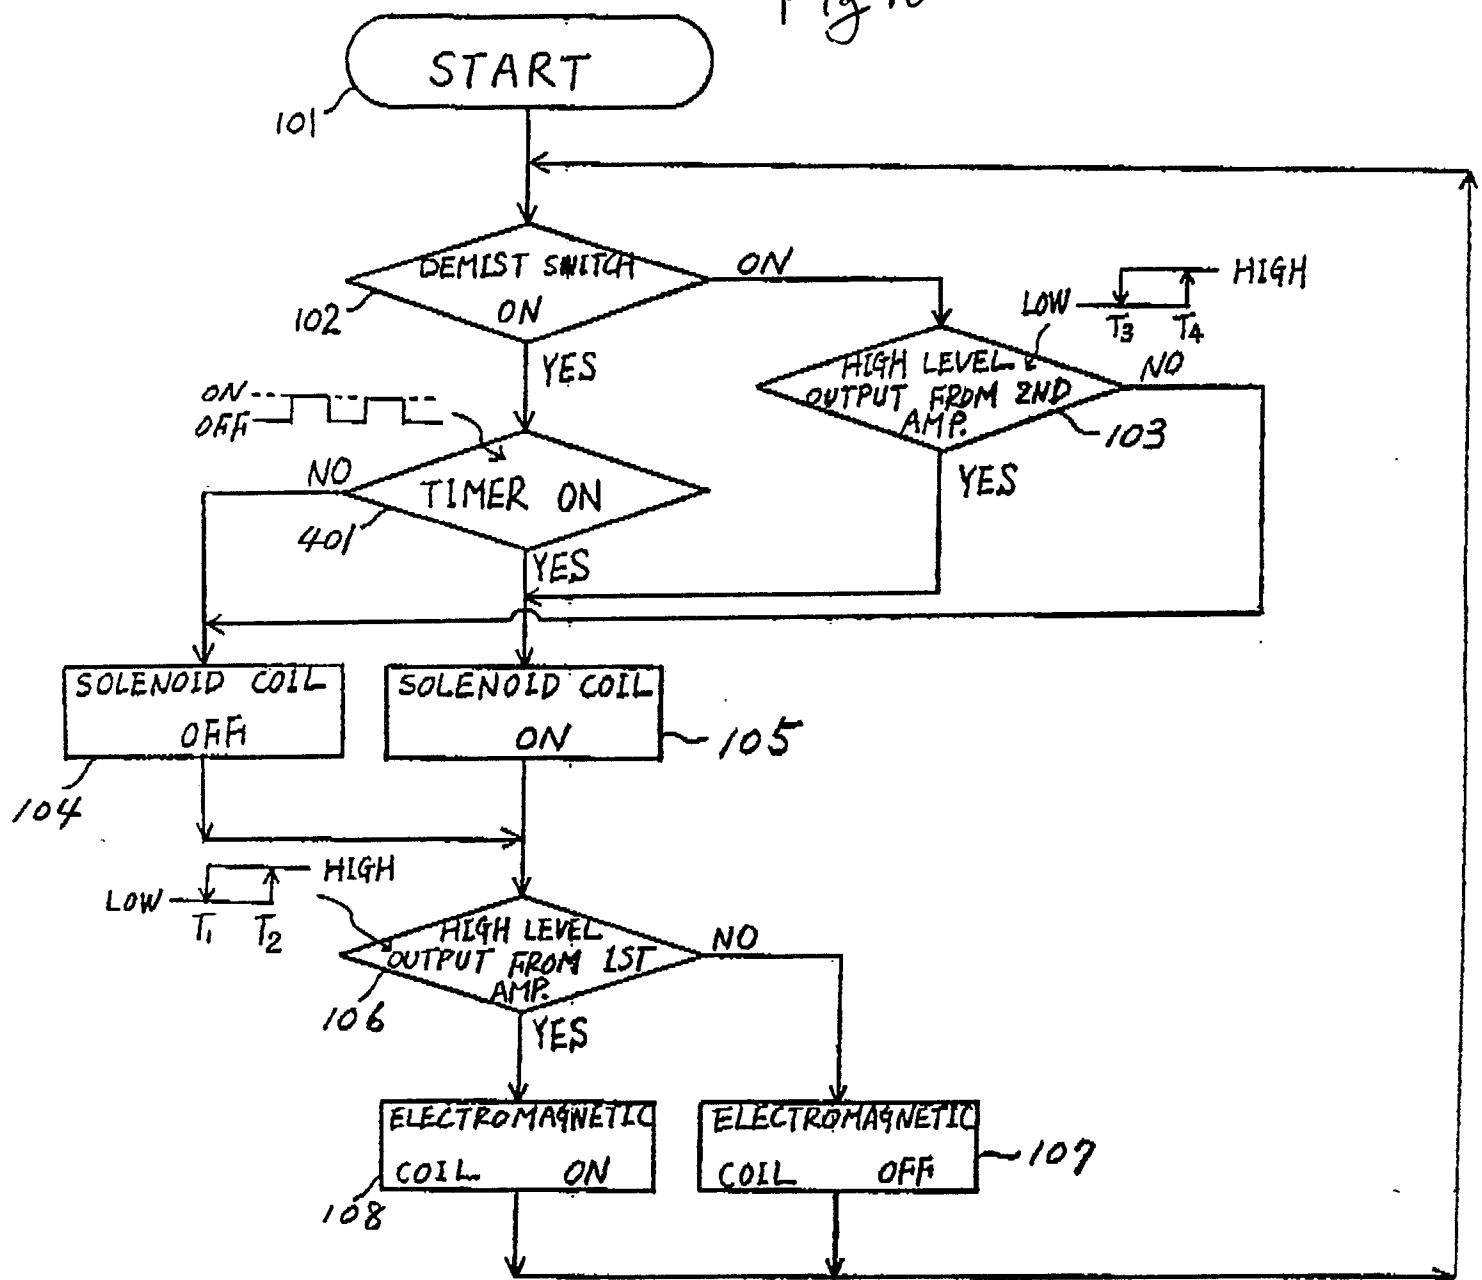 START
101
DEMIST SWITCH
ON
102
ON
YES
LOW
HIGH
T3 T4
HIGH LEVEL
OUTPUT FROM 2ND
AMP.
103
NO
YES
ON
OFF
NO
TIMER ON
401
YES
SOLENOID COIL
OFF
104
SOLENOID COIL
ON
105
LOW
HIGH
T1 T2
HIGH LEVEL
OUTPUT FROM 1ST
AMP.
106
NO
YES
ELECTROMAGNETIC
COIL ON
108
ELECTROMAGNETIC
COIL OFF
107